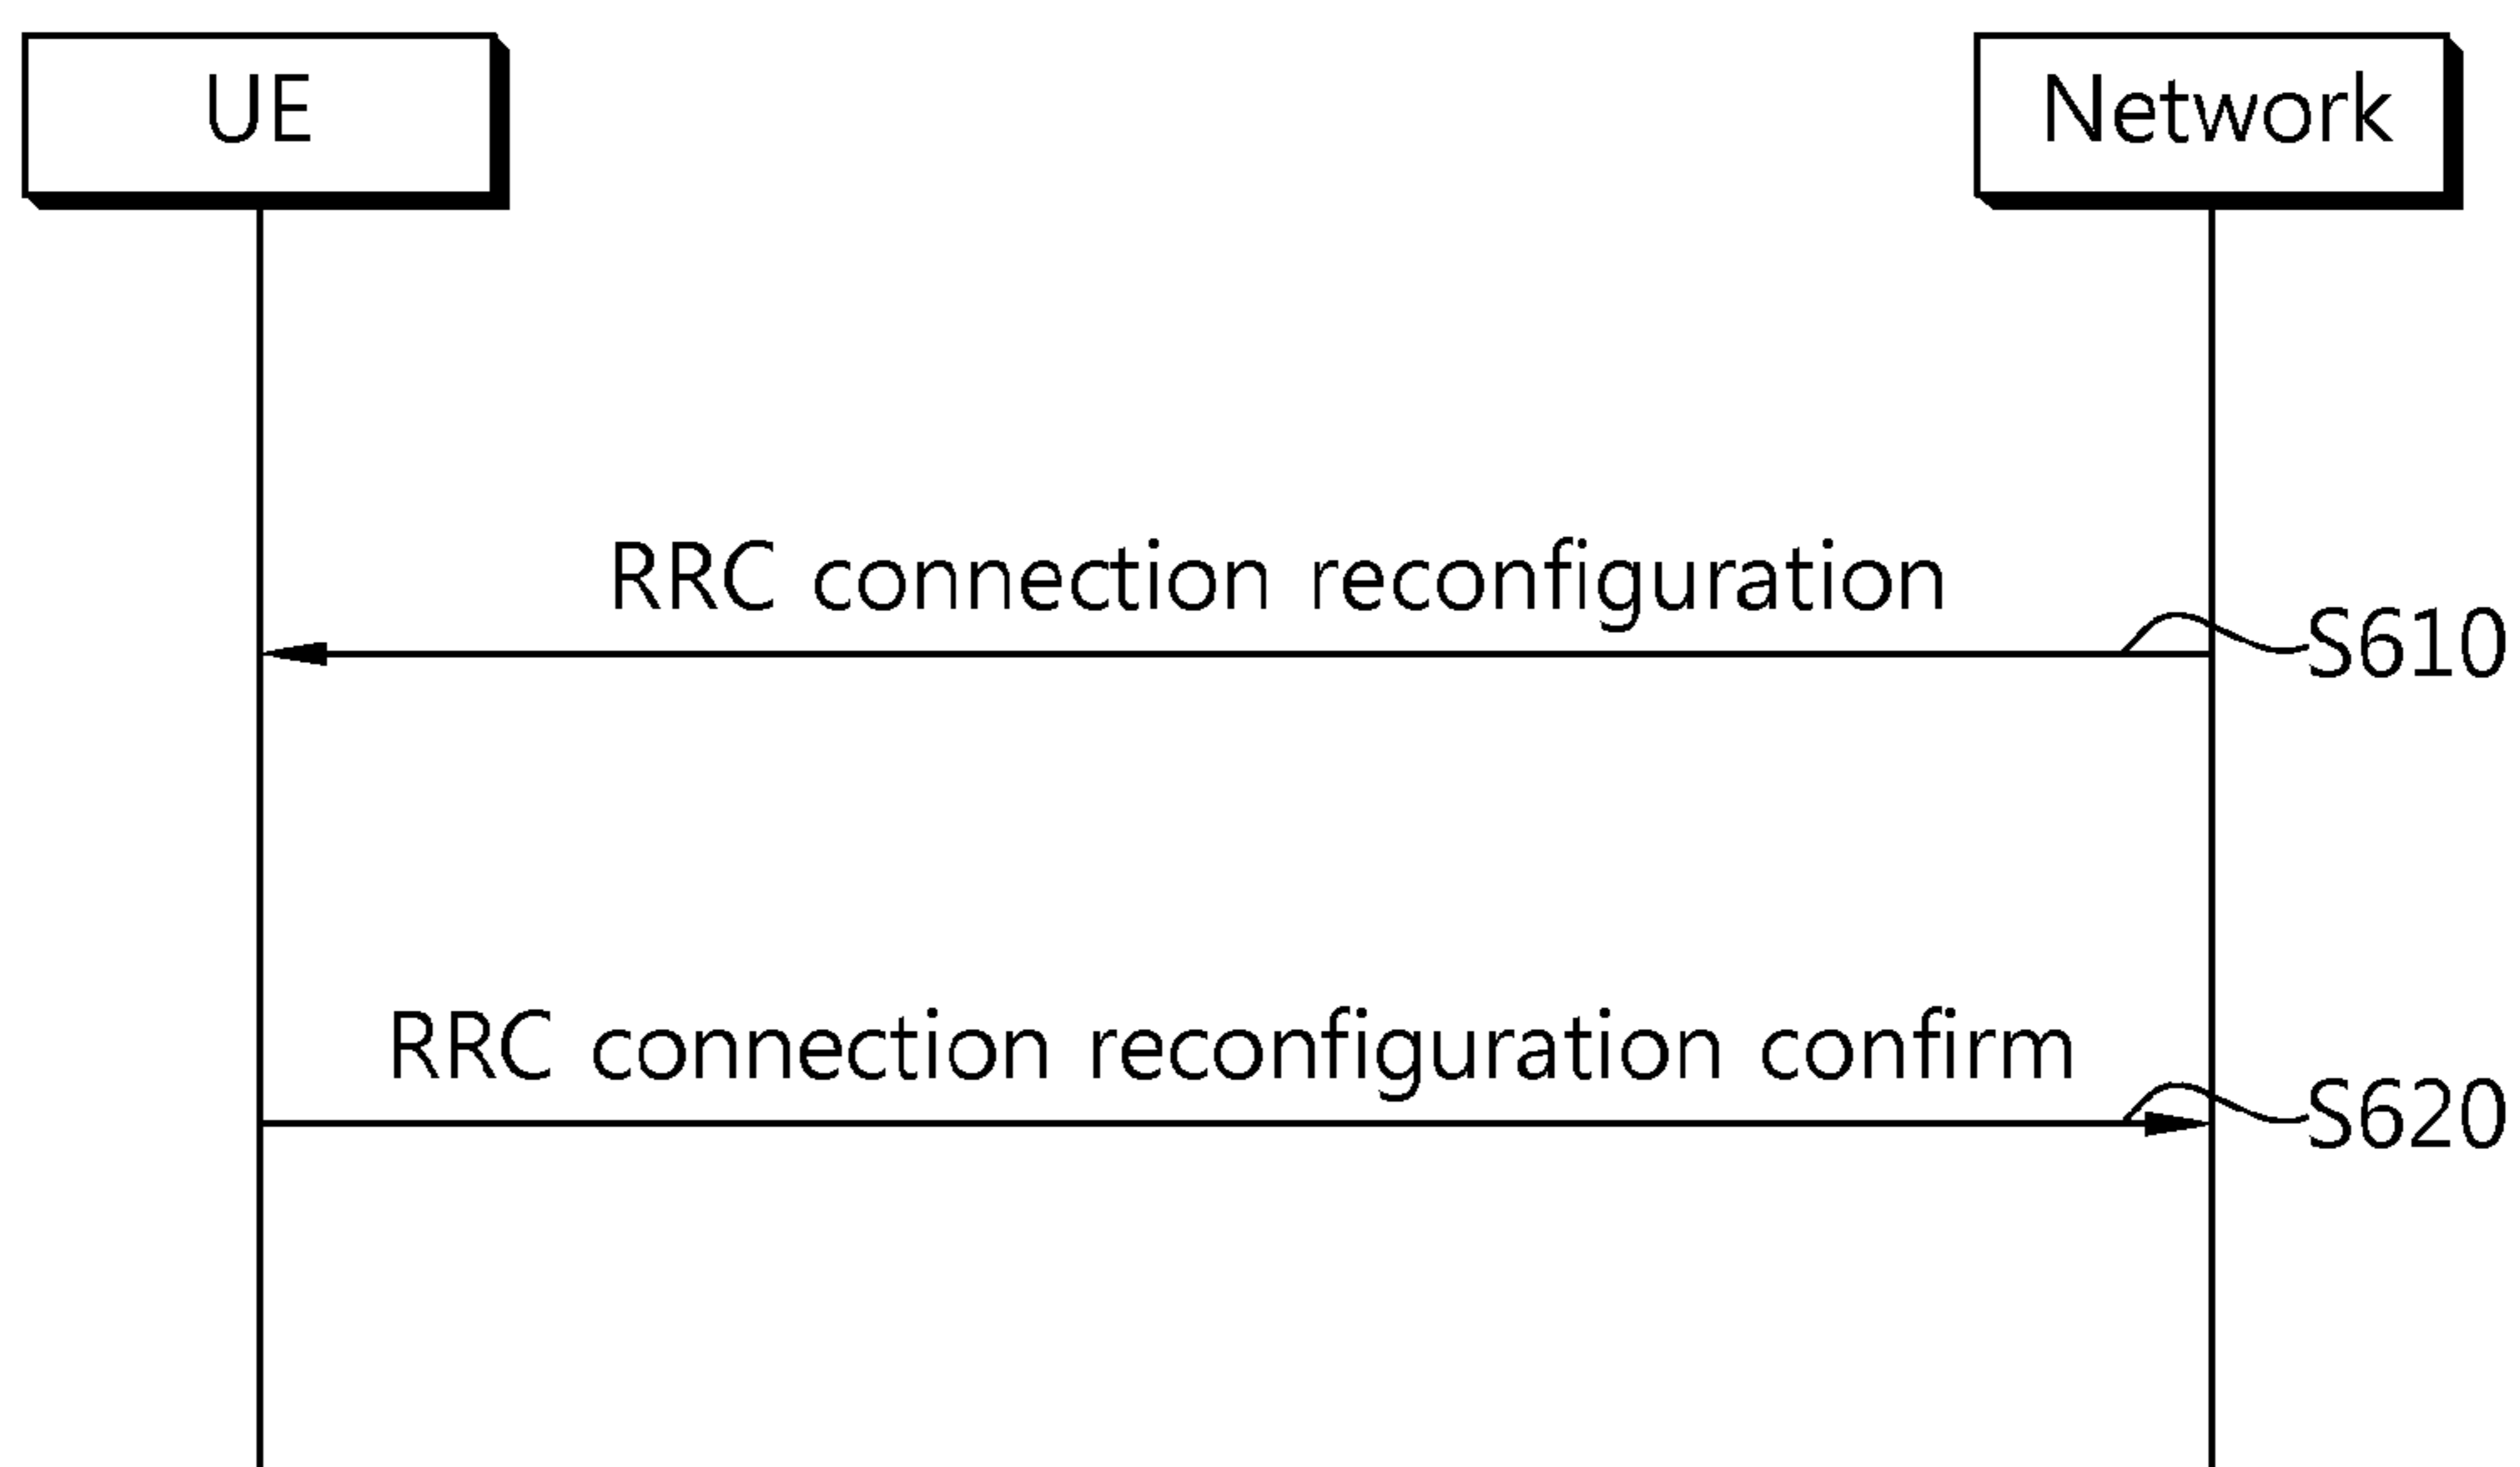 UE
Network
RRC connection reconfiguration
S610
RRC connection reconfiguration confirm
S620